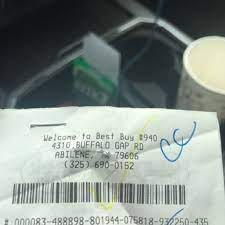 Welcome to Best Buy #940
4310 BUFFALO GAP RD
ABILENE, TX 79606
(325) 690-0152
#: 000083-488898-801944-075818-932250-435